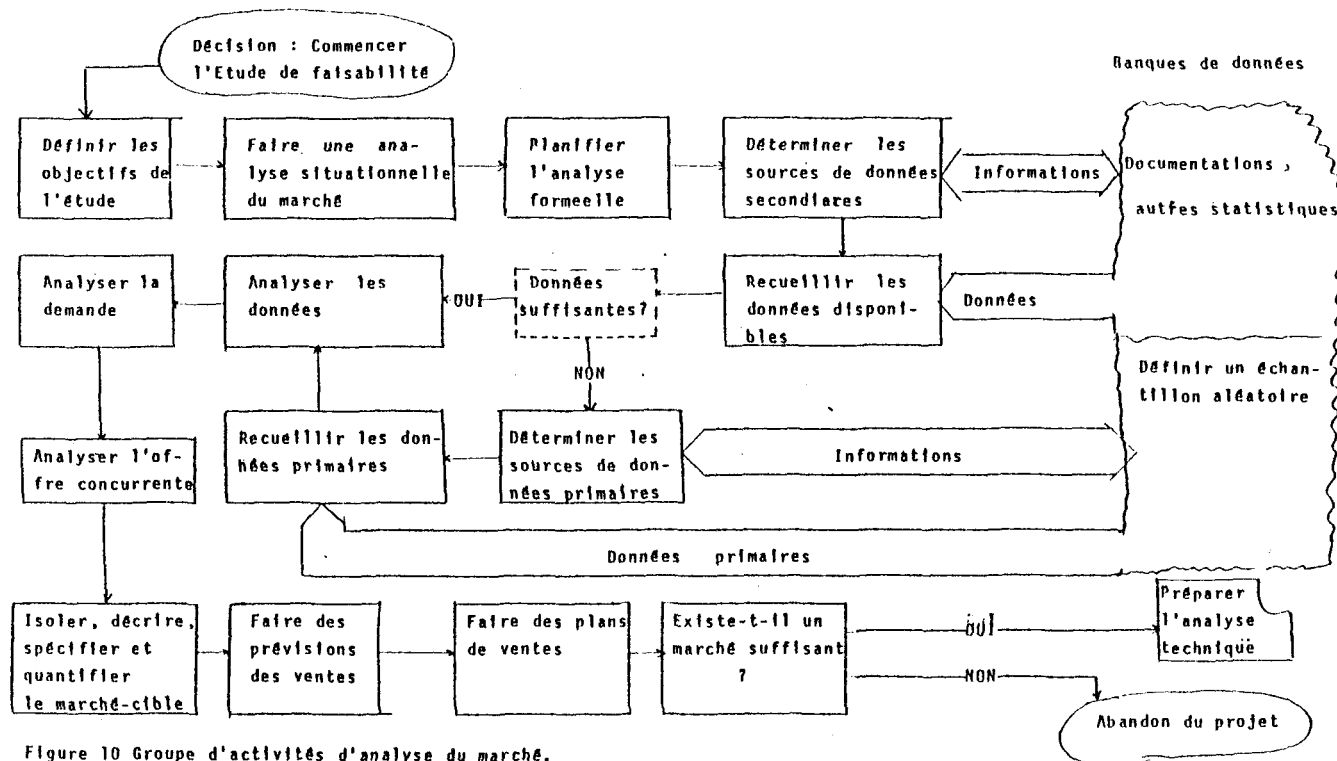 Décision : Commencer
l'Etude de faisabilité
Banques de données
Définir les
objectifs de
l'étude
Faire une ana-
lyse situationnelle
du marché
Planifier
l'analyse
formeelle
Déterminer les
sources de données
secondiares
Informations
Documentations ,
autres statistiques
Analyser la
demande
Analyser les
données
OUI
Données
suffisantes?
Recueillir les
données disponi-
bles
Données
NON
Définir un échan-
tillon aléatoire
Analyser l'of-
fre concurrente
Recueillir les don-
nées primaires
Déterminer les
sources de don-
nées primaires
Informations
Données primaires
Isoler, décrire,
spécifier et
quantifier
le marché-cible
Faire des
prévisions
des ventes
Faire des plans
de ventes
Existe-t-il un
marché suffisant
?
OUI
NON
Préparer
l'analyse
technique
Abandon du projet
Figure 10 Groupe d'activités d'analyse du marché.